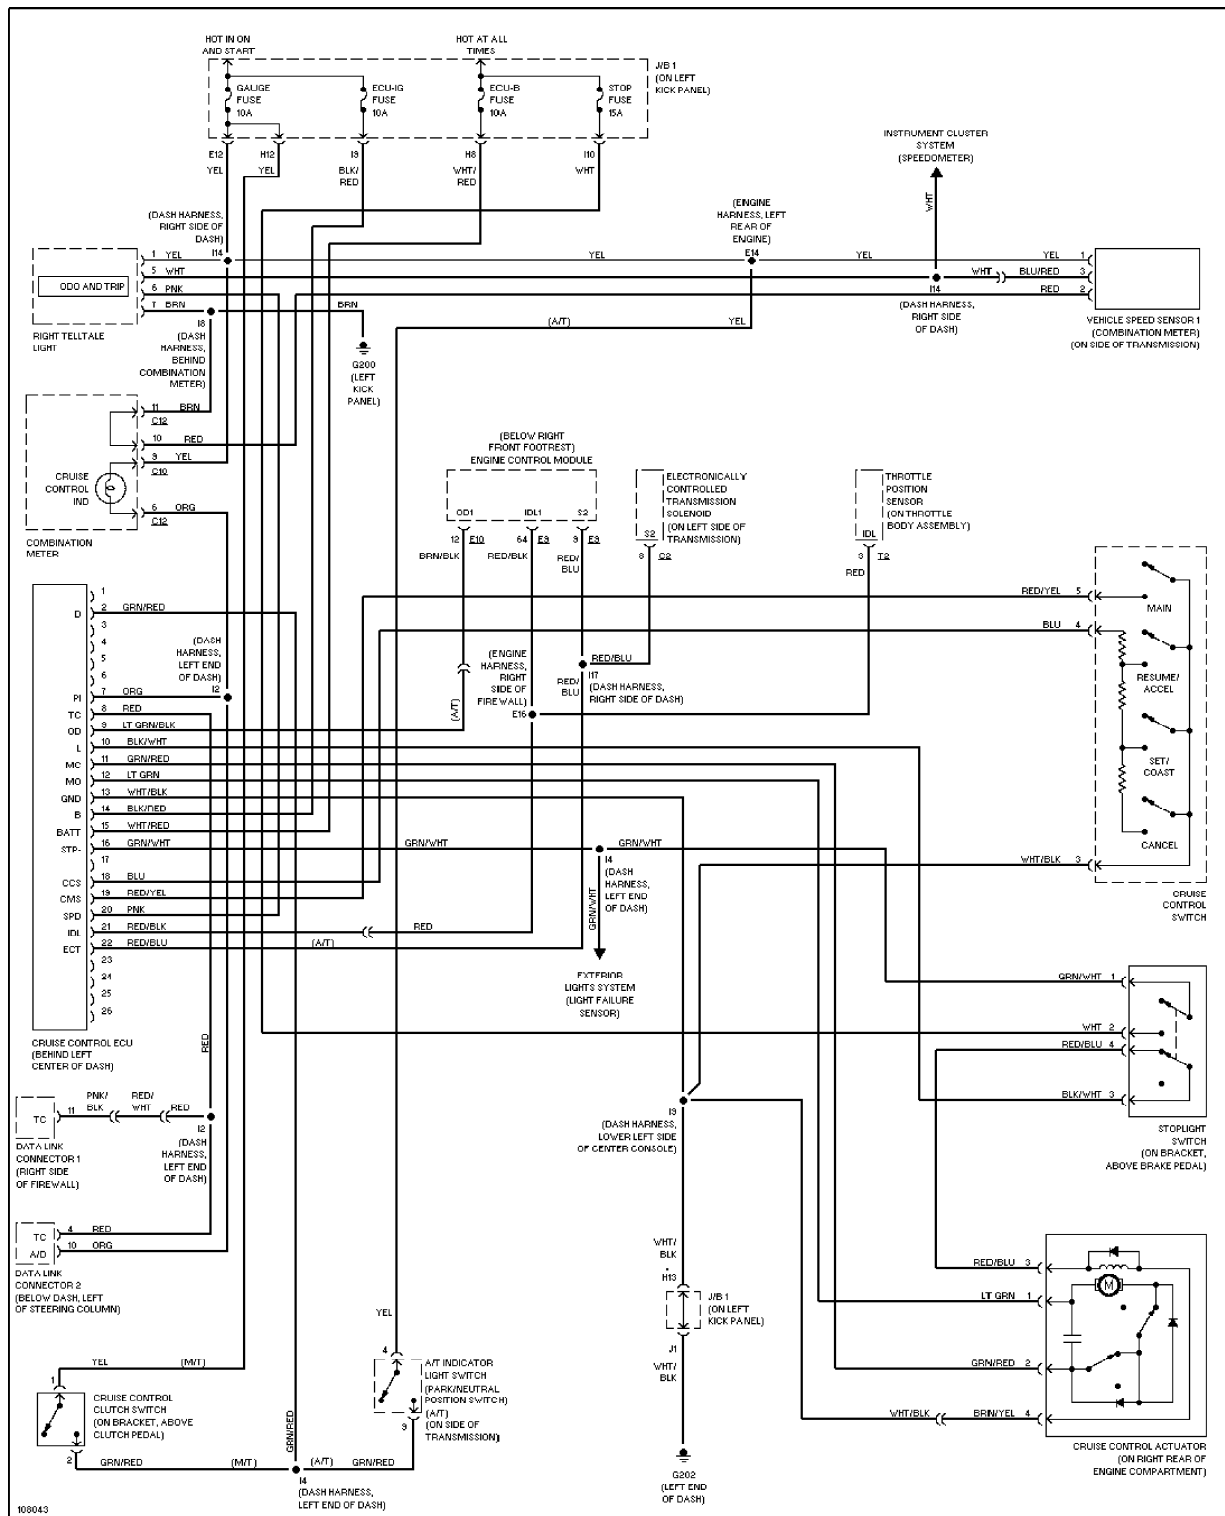 HOT IN ON
AND START
HOT AT ALL
TIMES
J/B 1
(ON LEFT
KICK PANEL)
GAUGE
FUSE
10A
ECU-IG
FUSE
10A
ECU-B
FUSE
10A
STOP
FUSE
15A
E12
H12
I9
H8
I10
YEL
YEL
BLK/
RED
WHT/
RED
WHT
INSTRUMENT CLUSTER
SYSTEM
(SPEEDOMETER)
WHT
(DASH HARNESS,
RIGHT SIDE OF
DASH)
I14
(ENGINE
HARNESS, LEFT
REAR OF
ENGINE)
E14
1 YEL
YEL
YEL
YEL 1
5 WHT
WHT
BLU/RED 3
6 PNK
RED 2
7 BRN
BRN
ODO AND TRIP
RIGHT TELLTALE
LIGHT
I8
(DASH
HARNESS,
BEHIND
COMBINATION
METER)
G200
(LEFT
KICK
PANEL)
(A/T)
YEL
I14
(DASH HARNESS,
RIGHT SIDE
OF DASH)
VEHICLE SPEED SENSOR 1
(COMBINATION METER)
(ON SIDE OF TRANSMISSION)
11 BRN
C12
10 RED
9 YEL
C10
6 ORG
C12
CRUISE
CONTROL
IND
COMBINATION
METER
(BELOW RIGHT
FRONT FOOTREST)
ENGINE CONTROL MODULE
OD1
IDL1
S2
12 E10
64 E9
9 E9
BRN/BLK
RED/BLK
RED/
BLU
ELECTRONICALLY
CONTROLLED
TRANSMISSION
SOLENOID
(ON LEFT SIDE OF
TRANSMISSION)
S2
8 C2
THROTTLE
POSITION
SENSOR
(ON THROTTLE
BODY ASSEMBLY)
IDL
3 T2
RED
1
D 2 GRN/RED
3
4
5
6
PI 7 ORG
TC 8 RED
OD 9 LT GRN/BLK
L 10 BLK/WHT
MC 11 GRN/RED
MO 12 LT GRN
GND 13 WHT/BLK
B 14 BLK/RED
BATT 15 WHT/RED
STP- 16 GRN/WHT
17
CCS 18 BLU
CMS 19 RED/YEL
SPD 20 PNK
IDL 21 RED/BLK
ECT 22 RED/BLU
23
24
25
26
CRUISE CONTROL ECU
(BEHIND LEFT
CENTER OF DASH)
(DASH
HARNESS,
LEFT END
OF DASH)
I2
(A/T)
(ENGINE
HARNESS,
RIGHT
SIDE OF
FIREWALL)
E16
RED/BLU
RED/
BLU
I17
(DASH HARNESS,
RIGHT SIDE OF DASH)
GRN/WHT
GRN/WHT
I4
(DASH
HARNESS,
LEFT END
OF DASH)
GRN/WHT
RED
(A/T)
EXTERIOR
LIGHTS SYSTEM
(LIGHT FAILURE
SENSOR)
RED/YEL 5
BLU 4
WHT/BLK 3
MAIN
RESUME/
ACCEL
SET/
COAST
CANCEL
CRUISE
CONTROL
SWITCH
GRN/WHT 1
WHT 2
RED/BLU 4
BLK/WHT 3
STOPLIGHT
SWITCH
(ON BRACKET,
ABOVE BRAKE PEDAL)
RED
TC
11
PNK/
BLK
RED/
WHT
RED
I2
(DASH
HARNESS,
LEFT END
OF DASH)
DATA LINK
CONNECTOR 1
(RIGHT SIDE
OF FIREWALL)
TC 4 RED
A/D 10 ORG
DATA LINK
CONNECTOR 2
(BELOW DASH, LEFT
OF STEERING COLUMN)
I9
(DASH HARNESS,
LOWER LEFT SIDE
OF CENTER CONSOLE)
WHT/
BLK
H13
J/B 1
(ON LEFT
KICK PANEL)
J1
WHT/
BLK
G202
(LEFT END
OF DASH)
RED/BLU 3
LT GRN 1
GRN/RED 2
WHT/BLK
BRN/YEL 4
M
CRUISE CONTROL ACTUATOR
(ON RIGHT REAR OF
ENGINE COMPARTMENT)
YEL
4
A/T INDICATOR
LIGHT SWITCH
(PARK/NEUTRAL
POSITION SWITCH)
(A/T)
(ON SIDE OF
TRANSMISSION)
9
YEL
(M/T)
1
CRUISE CONTROL
CLUTCH SWITCH
(ON BRACKET, ABOVE
CLUTCH PEDAL)
2
GRN/RED
(M/T)
GRN/RED
(A/T)
GRN/RED
I4
(DASH HARNESS,
LEFT END OF DASH)
108043